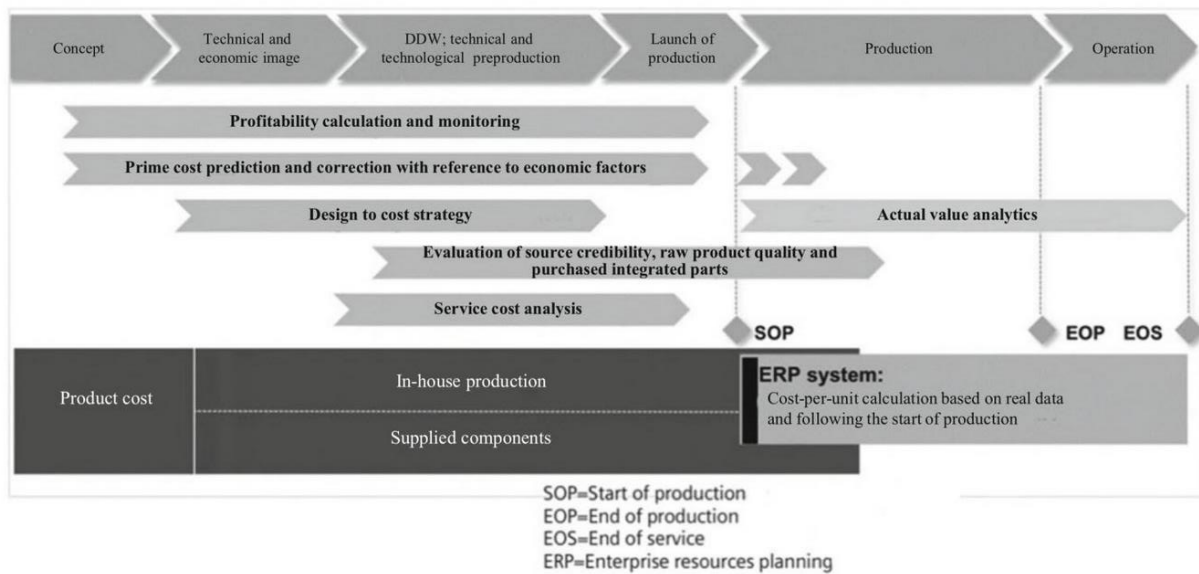 Concept
Technical and
economic image
DDW; technical and
technological preproduction
Launch of
production
Production
Operation
Profitability calculation and monitoring
Prime cost prediction and correction with reference to economic factors
Design to cost strategy
Actual value analytics
Evaluation of source credibility, raw product quality and
purchased integrated parts
Service cost analysis
SOP
EOP
EOS
Product cost
In-house production
Supplied components
ERP system:
Cost-per-unit calculation based on real data
and following the start of production
SOP=Start of production
EOP=End of production
EOS=End of service
ERP=Enterprise resources planning